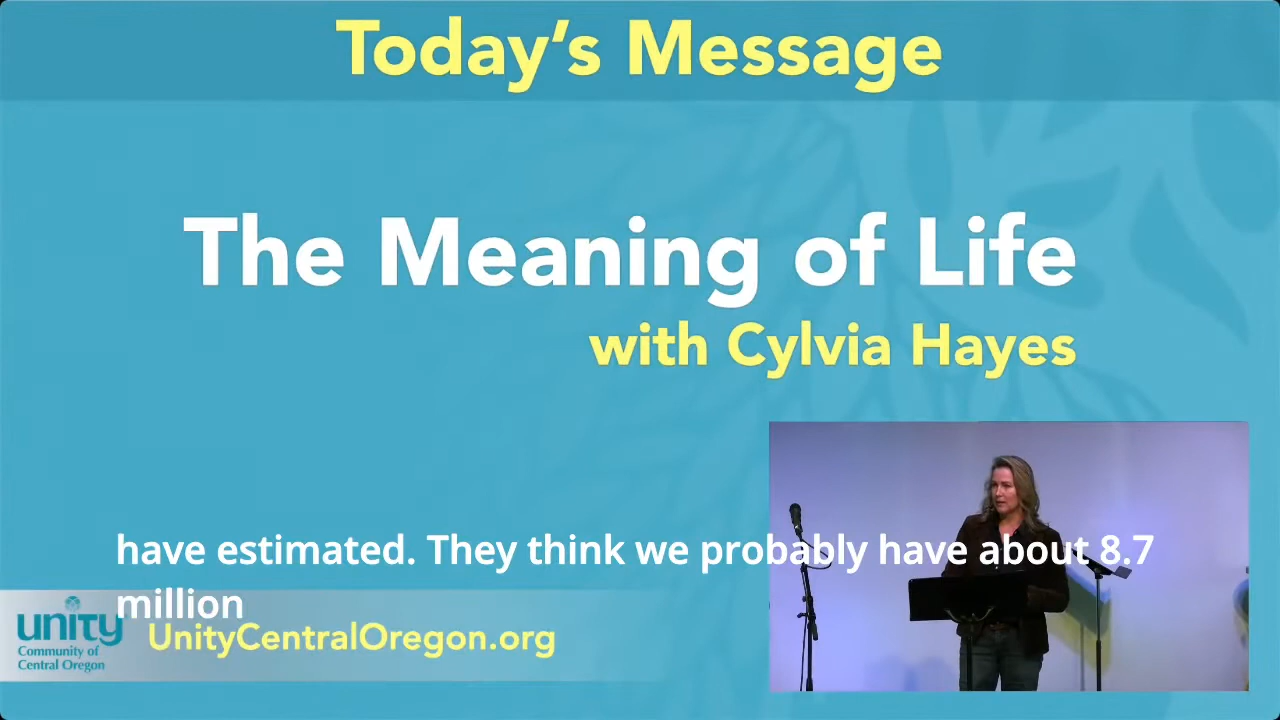 Today's Message
The Meaning of Life
with Cylvia Hayes
have estimated. They think we probably have about 8.7
million
unity
Community of
Central Oregon
UnityCentralOregon.org